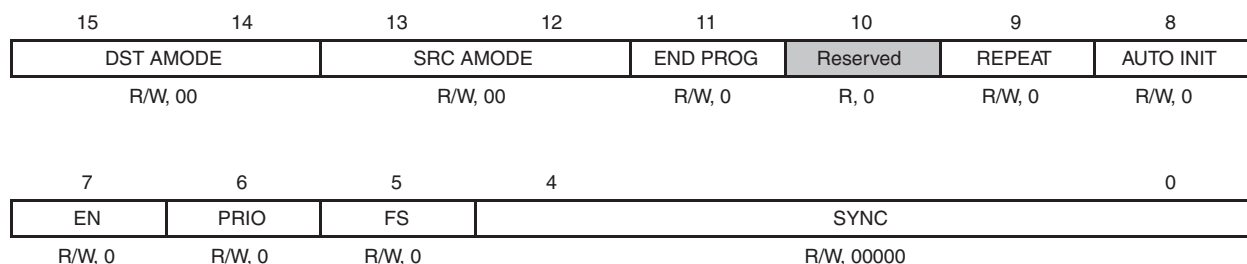 15 14 13 12 11 10 9 8
DST AMODE SRC AMODE END PROG Reserved REPEAT AUTO INIT
R/W, 00 R/W, 00 R/W, 0 R, 0 R/W, 0 R/W, 0
7 6 5 4 0
EN PRIO FS SYNC
R/W, 0 R/W, 0 R/W, 0 R/W, 00000